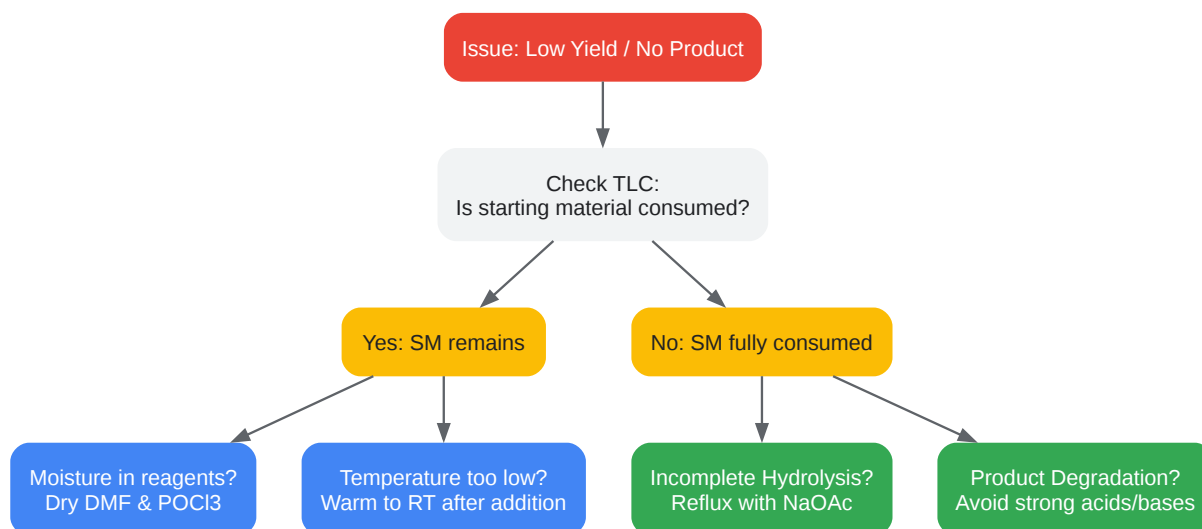 Issue: Low Yield / No Product
Check TLC:
Is starting material consumed?
Yes: SM remains
No: SM fully consumed
Moisture in reagents?
Dry DMF & POCl3
Temperature too low?
Warm to RT after addition
Incomplete Hydrolysis?
Reflux with NaOAc
Product Degradation?
Avoid strong acids/bases